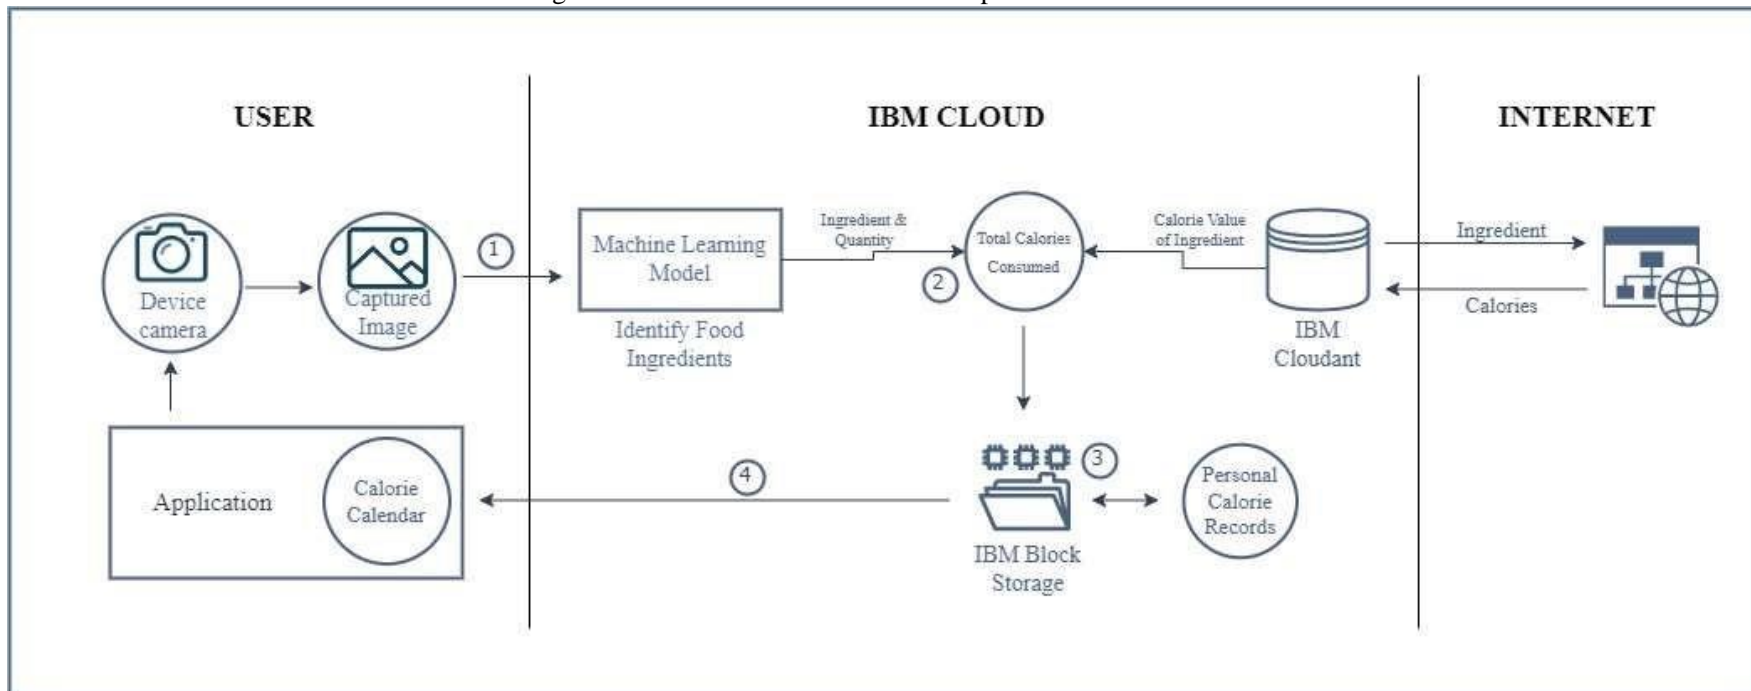 USER
IBM CLOUD
INTERNET
Device
camera
Captured
Image
1
Machine Learning
Model
Identify Food
Ingredients
Ingredient &
Quantity
2
Total Calories
Consumed
Calorie Value
of Ingredient
IBM
Cloudant
Ingredient
Calories
Application
Calorie
Calendar
4
3
IBM Block
Storage
Personal
Calorie
Records